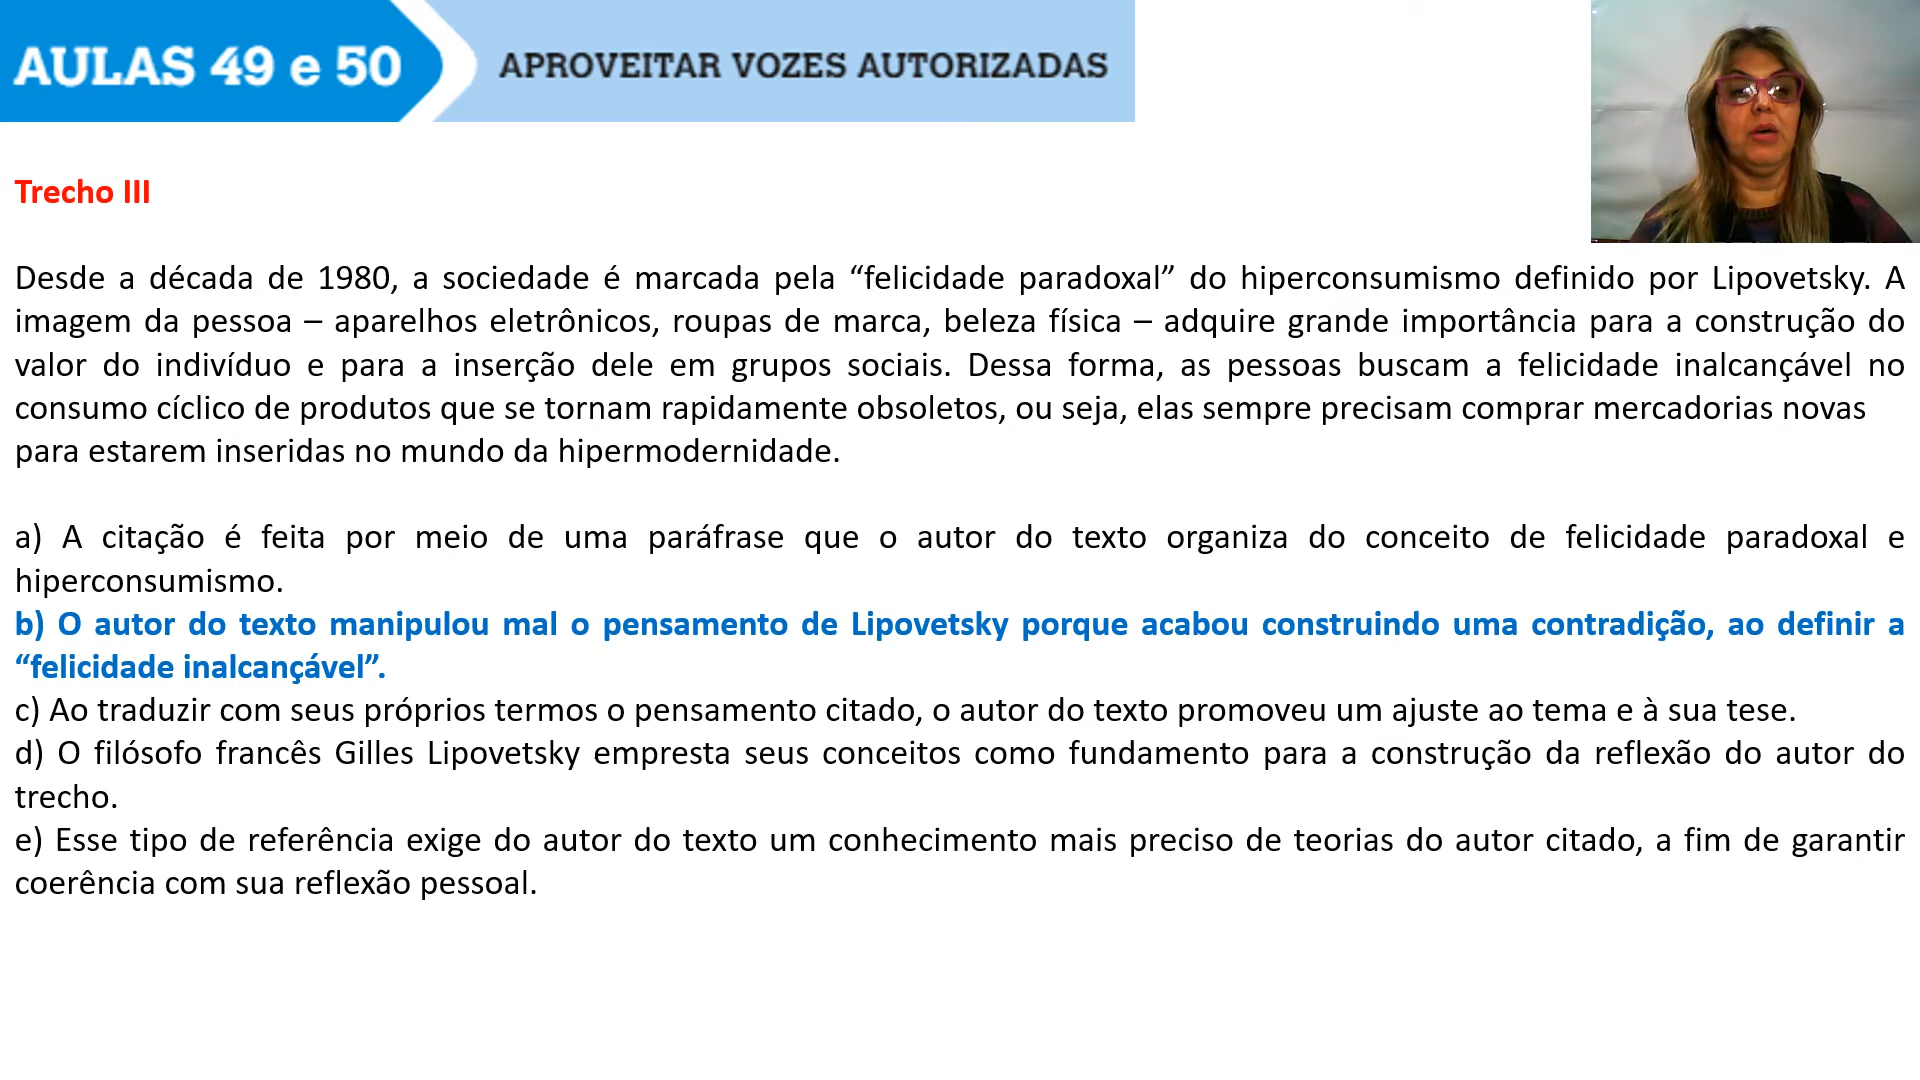 AULAS 49 e 50
APROVEITAR VOZES AUTORIZADAS
Trecho III
Desde a década de 1980, a sociedade é marcada pela “felicidade paradoxal” do hiperconsumismo definido por Lipovetsky. A
imagem da pessoa – aparelhos eletrônicos, roupas de marca, beleza física – adquire grande importância para a construção do
valor do indivíduo e para a inserção dele em grupos sociais. Dessa forma, as pessoas buscam a felicidade inalcançável no
consumo cíclico de produtos que se tornam rapidamente obsoletos, ou seja, elas sempre precisam comprar mercadorias novas
para estarem inseridas no mundo da hipermodernidade.
a) A citação é feita por meio de uma paráfrase que o autor do texto organiza do conceito de felicidade paradoxal e
hiperconsumismo.
b) O autor do texto manipulou mal o pensamento de Lipovetsky porque acabou construindo uma contradição, ao definir a
“felicidade inalcançável”.
c) Ao traduzir com seus próprios termos o pensamento citado, o autor do texto promoveu um ajuste ao tema e à sua tese.
d) O filósofo francês Gilles Lipovetsky empresta seus conceitos como fundamento para a construção da reflexão do autor do
trecho.
e) Esse tipo de referência exige do autor do texto um conhecimento mais preciso de teorias do autor citado, a fim de garantir
coerência com sua reflexão pessoal.